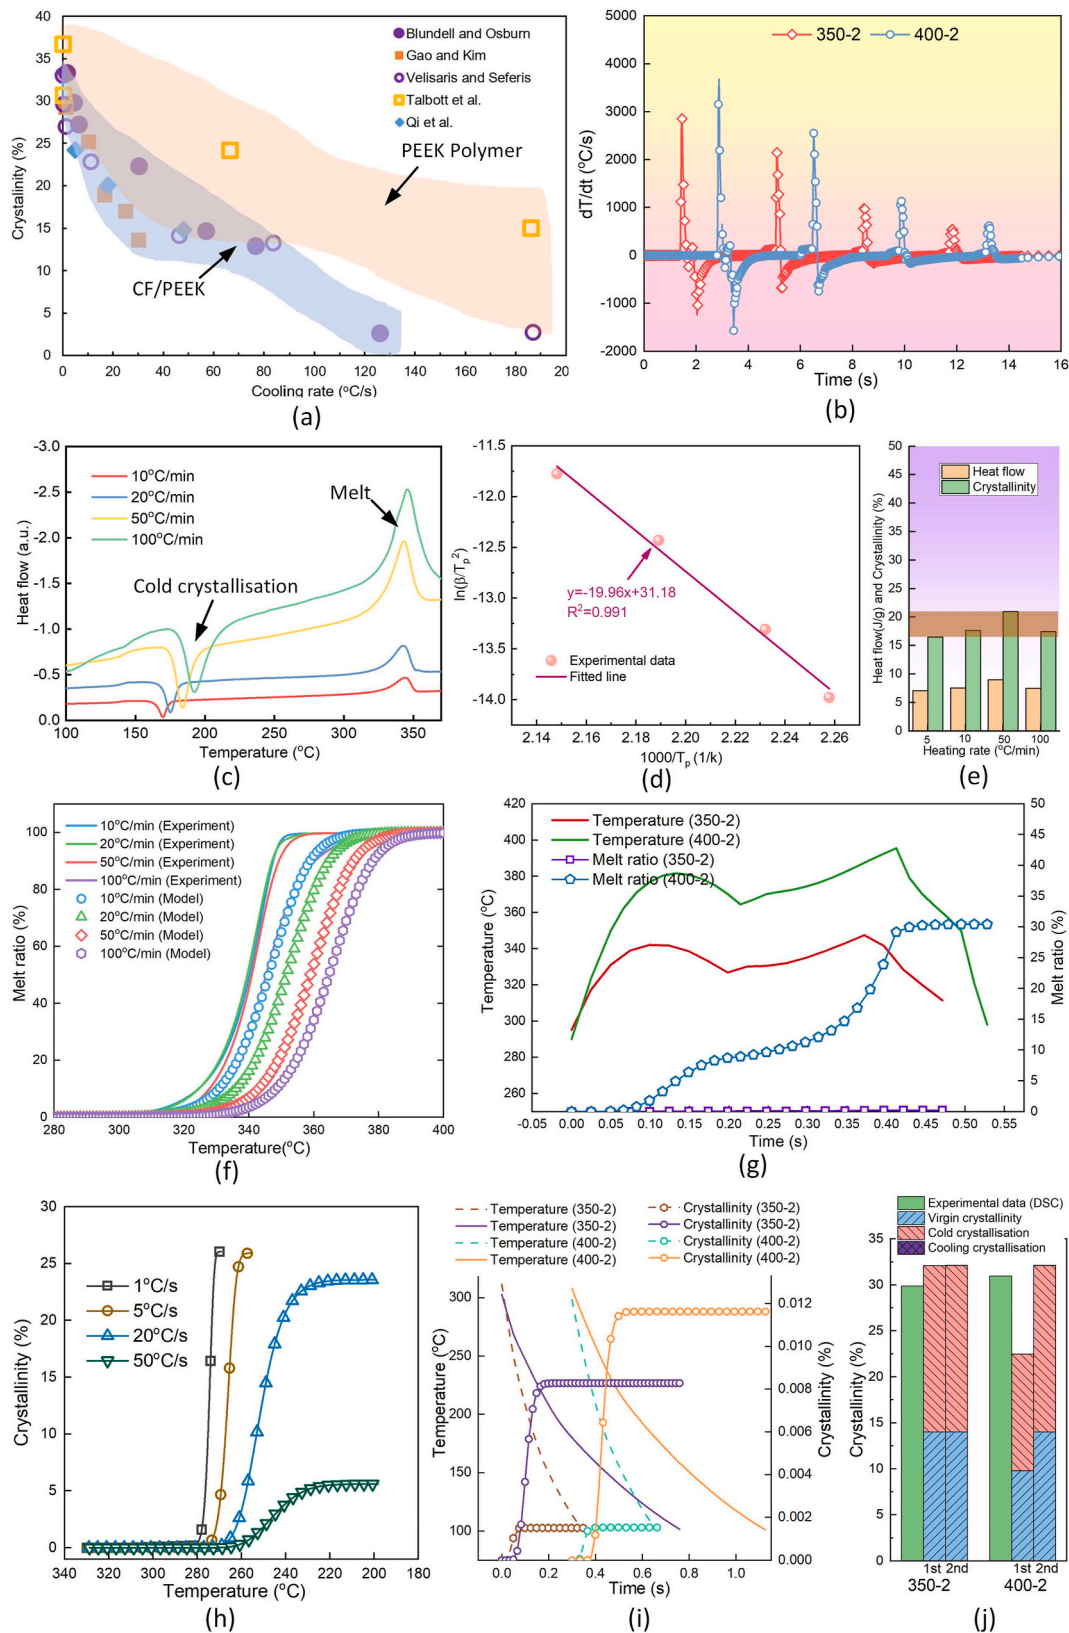 40
35
30
25
20
15
10
5
0
Crystalinity (%)
Blundell and Osburn
Gao and Kim
Velisaris and Seferis
Talbott et al.
Qi et al.
PEEK Polymer
CF/PEEK
0 20 40 60 80 100 120 140 160 180 20
Cooling rate (°C/s)
(a)
350-2 400-2
5000
4000
3000
2000
1000
0
-1000
-2000
dT/dt (°C/s)
0 2 4 6 8 10 12 14 16
Time (s)
(b)
-3.0
-2.5
-2.0
-1.5
-1.0
-0.5
0.0
Heat flow (a.u.)
10°C/min
20°C/min
50°C/min
100°C/min
Melt
Cold crystallisation
100 150 200 250 300 350
Temperature (°C)
(c)
-11.5
-12.0
-12.5
-13.0
-13.5
-14.0
ln(β/Tp²)
y=-19.96x+31.18
R²=0.991
Experimental data
Fitted line
2.14 2.16 2.18 2.20 2.22 2.24 2.26
1000/Tp (1/k)
(d)
50
45
40
35
30
25
20
15
10
5
0
Heat flow(J/g) and Crystallinity (%)
Heat flow
Crystallinity
5 10 50 100
Heating rate (°C/min)
(e)
100
80
60
40
20
0
Melt ratio (%)
10°C/min (Experiment)
20°C/min (Experiment)
50°C/min (Experiment)
100°C/min (Experiment)
10°C/min (Model)
20°C/min (Model)
50°C/min (Model)
100°C/min (Model)
280 300 320 340 360 380 400
Temperature(°C)
(f)
420
400
380
360
340
320
300
280
260
Temperature (°C)
Temperature (350-2)
Temperature (400-2)
Melt ratio (350-2)
Melt ratio (400-2)
50
45
40
35
30
25
20
15
10
5
0
Melt ratio (%)
-0.05 0.00 0.05 0.10 0.15 0.20 0.25 0.30 0.35 0.40 0.45 0.50 0.55
Time (s)
(g)
30
25
20
15
10
5
0
Crystallinity (%)
1°C/s
5°C/s
20°C/s
50°C/s
340 320 300 280 260 240 220 200 180
Temperature (°C)
(h)
Temperature (350-2) Crystallinity (350-2)
Temperature (350-2) Crystallinity (350-2)
Temperature (400-2) Crystallinity (400-2)
Temperature (400-2) Crystallinity (400-2)
300
250
200
150
100
Temperature (°C)
0.012
0.010
0.008
0.006
0.004
0.002
0.000
Crystallinity (%)
0.0 0.2 0.4 0.6 0.8 1.0
Time (s)
(i)
Experimental data (DSC)
Virgin crystallinity
Cold crystallisation
Cooling crystallisation
35
30
25
20
15
10
5
0
Crystallinity (%)
1st 2nd 1st 2nd
350-2 400-2
(j)